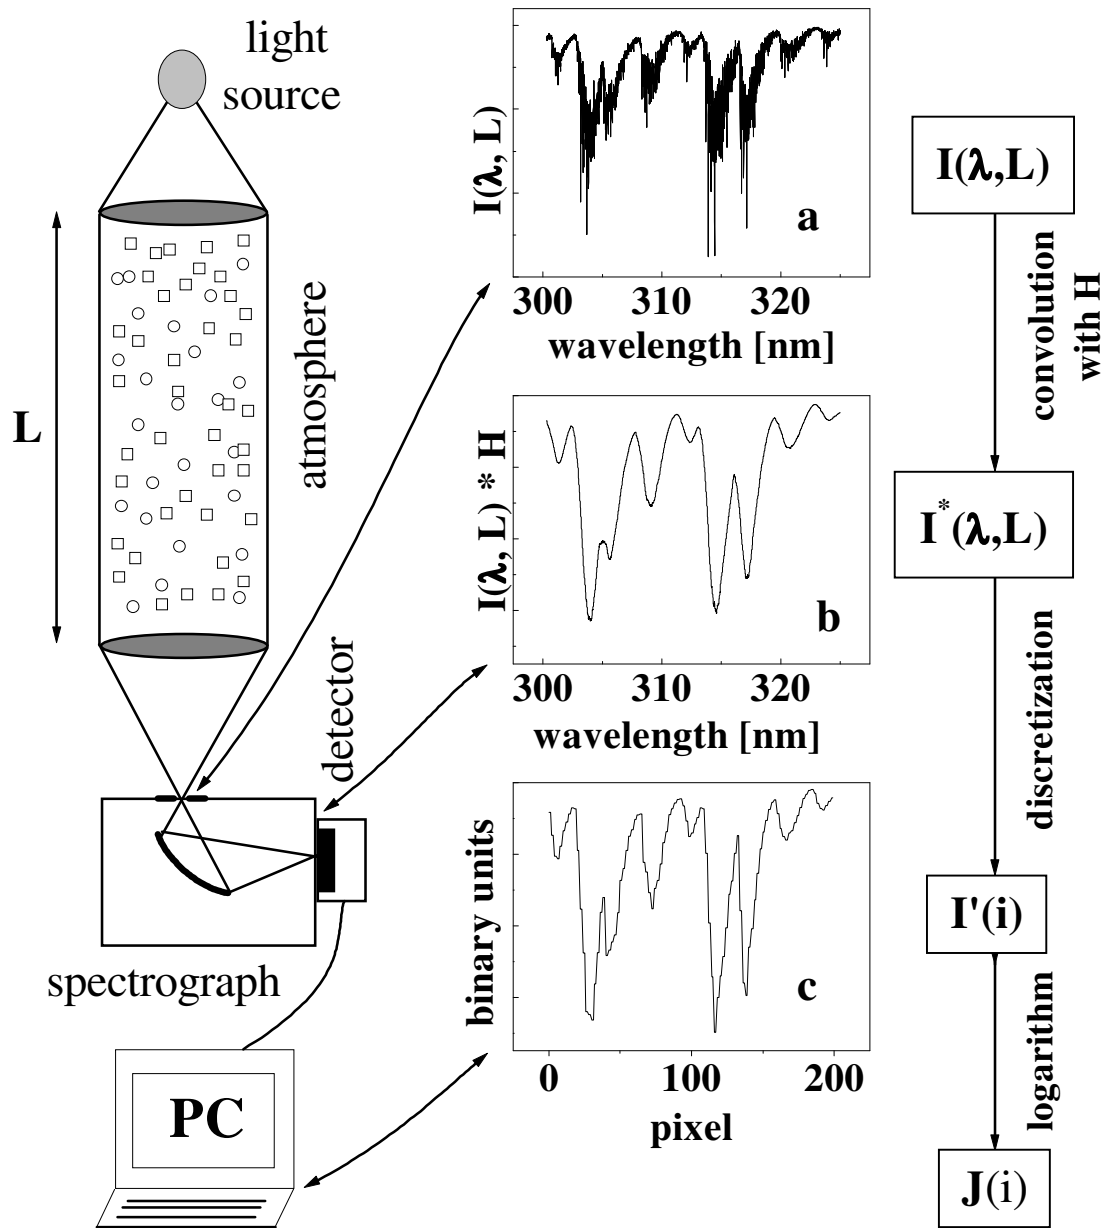 light
source
L
atmosphere
detector
spectrograph
PC
I(λ, L)
a
300 310 320
wavelength [nm]
I(λ, L) * H
b
300 310 320
wavelength [nm]
binary units
c
0 100 200
pixel
I(λ,L)
convolution
with H
I*(λ,L)
discretization
I'(i)
logarithm
J(i)